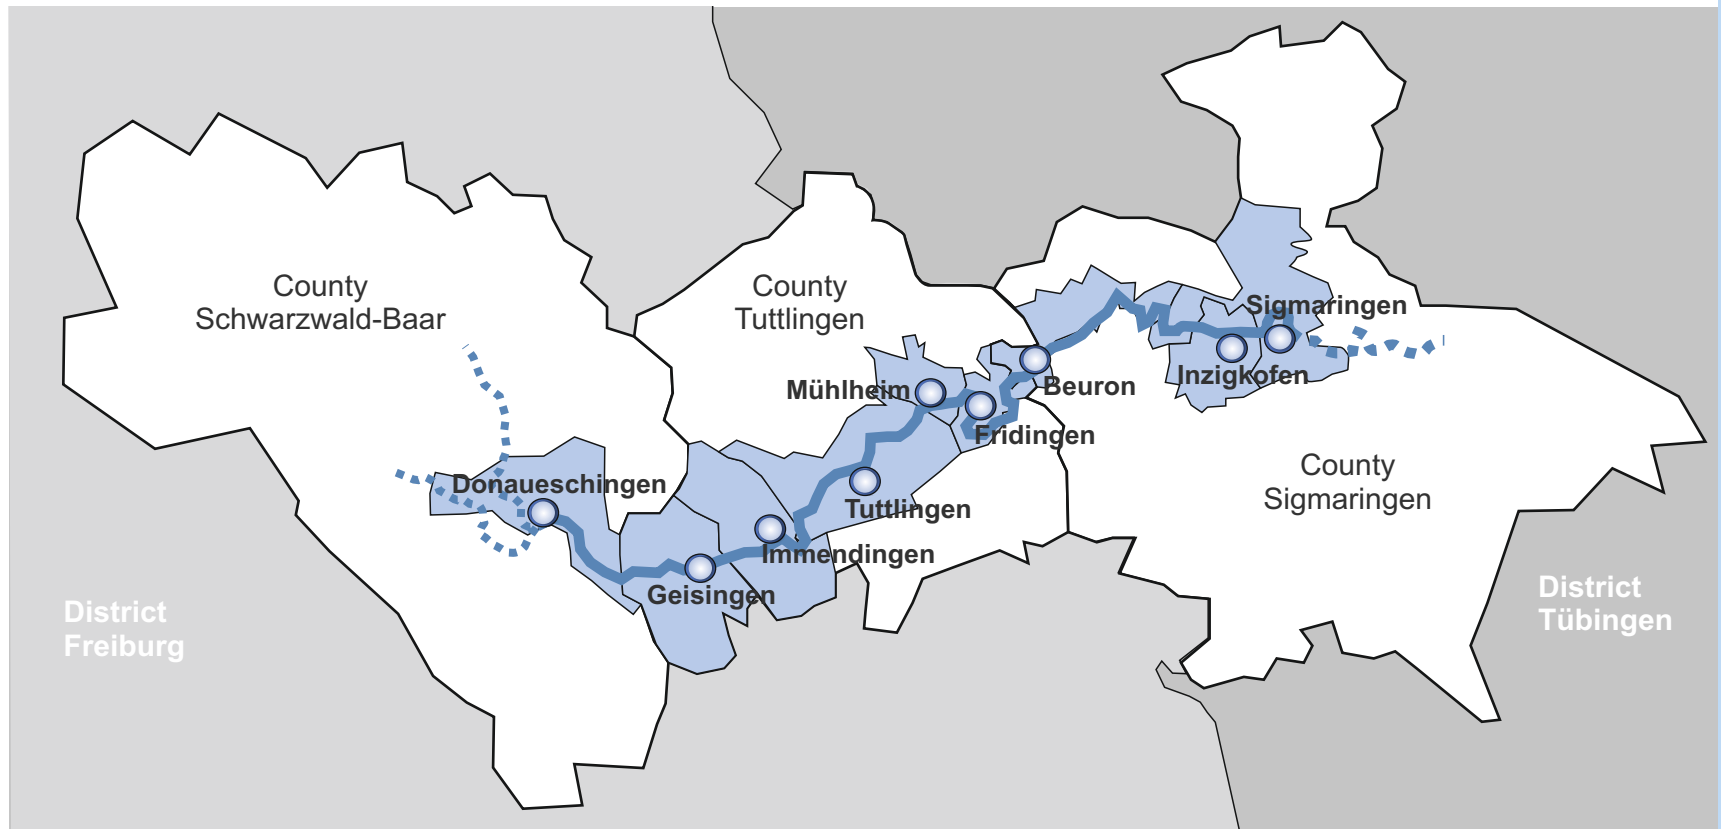 County
Schwarzwald-Baar
County
Tuttlingen
Sigmaringen
Inzigkofen
Beuron
Mühlheim
Fridingen
County
Sigmaringen
Donaueschingen
Tuttlingen
Immendingen
Geisingen
District
Freiburg
District
Tübingen